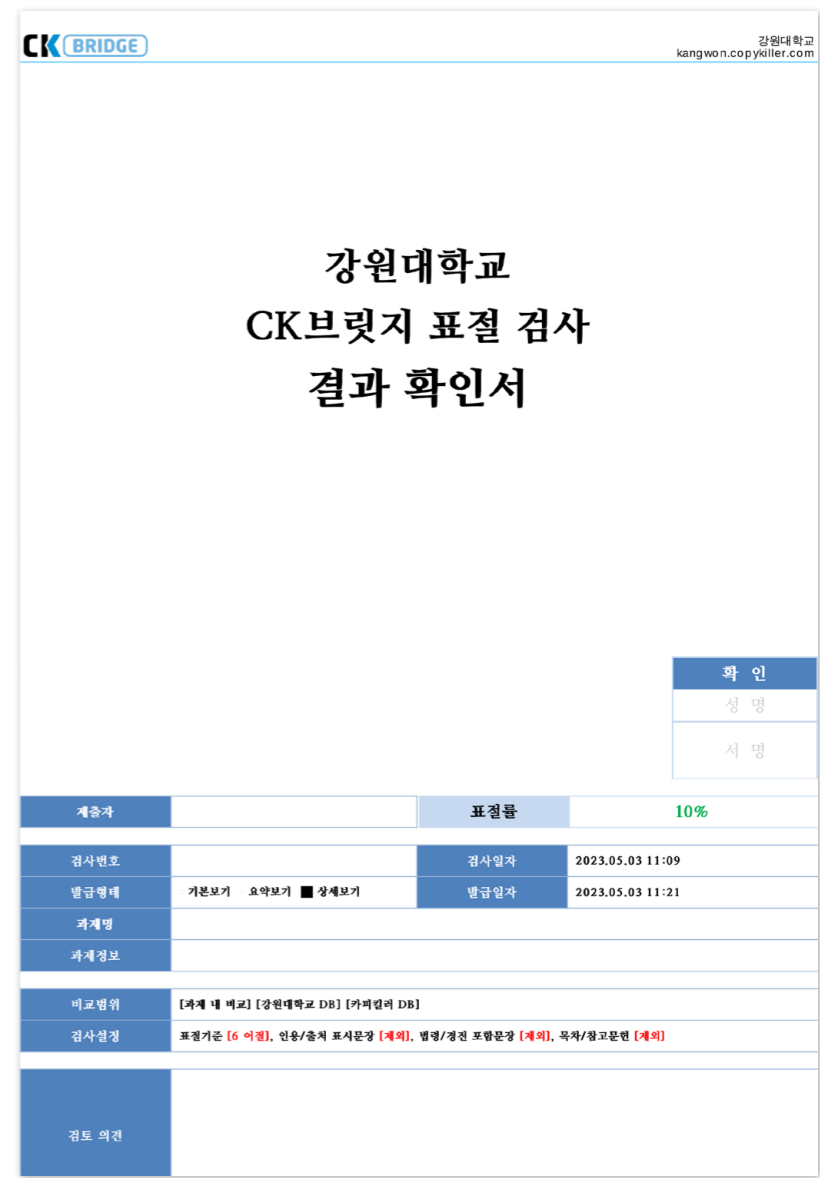 CK BRIDGE
강원대학교
kangwon.copykiller.com
강원대학교
CK브릿지 표절 검사
결과 확인서
확 인
성 명
서 명
제출자 표절률 10%
검사번호 검사일자 2023.05.03 11:09
발급형태 기본보기 요약보기 ■ 상세보기 발급일자 2023.05.03 11:21
과제명
과제정보
비교범위 [과제 내 비교] [강원대학교 DB] [카피킬러 DB]
검사설정 표절기준 [6 어절], 인용/출처 표시문장 [제외], 법령/경전 포함문장 [제외], 목차/참고문헌 [제외]
검토 의견